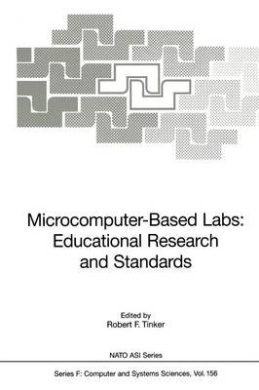 Microcomputer-Based Labs:
Educational Research
and Standards
Edited by
Robert F. Tinker
NATO ASI Series
Series F: Computer and Systems Sciences, Vol. 156